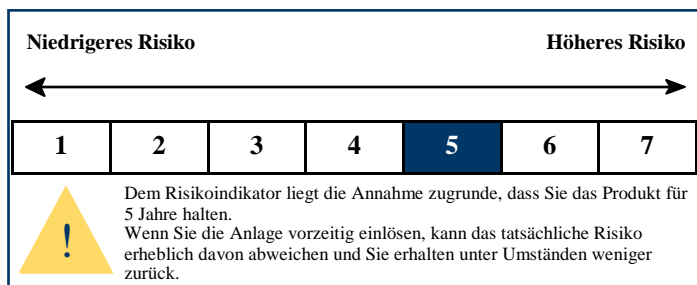 Niedrigeres Risiko Höheres Risiko
1 2 3 4 5 6 7
!
Dem Risikoindikator liegt die Annahme zugrunde, dass Sie das Produkt für
5 Jahre halten.
Wenn Sie die Anlage vorzeitig einlösen, kann das tatsächliche Risiko
erheblich davon abweichen und Sie erhalten unter Umständen weniger
zurück.